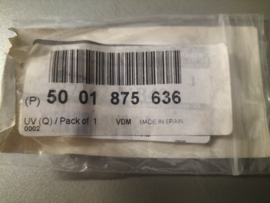 (P) 50 01 875 636
UV (Q) / Pack of 1 VDM MADE IN SPAIN
0002